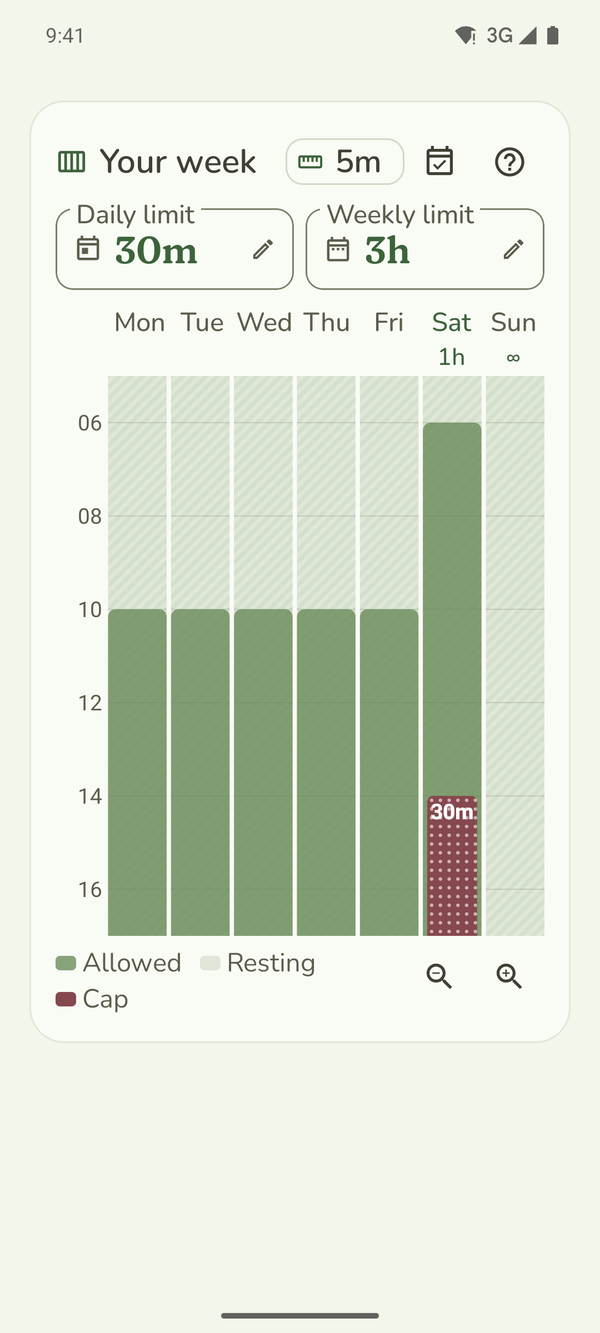 9:41
3G
Your week
5m
Daily limit
30m
Weekly limit
3h
Mon Tue Wed Thu Fri Sat Sun
1h ∞
06
08
10
12
14
30m
16
Allowed Resting
Cap